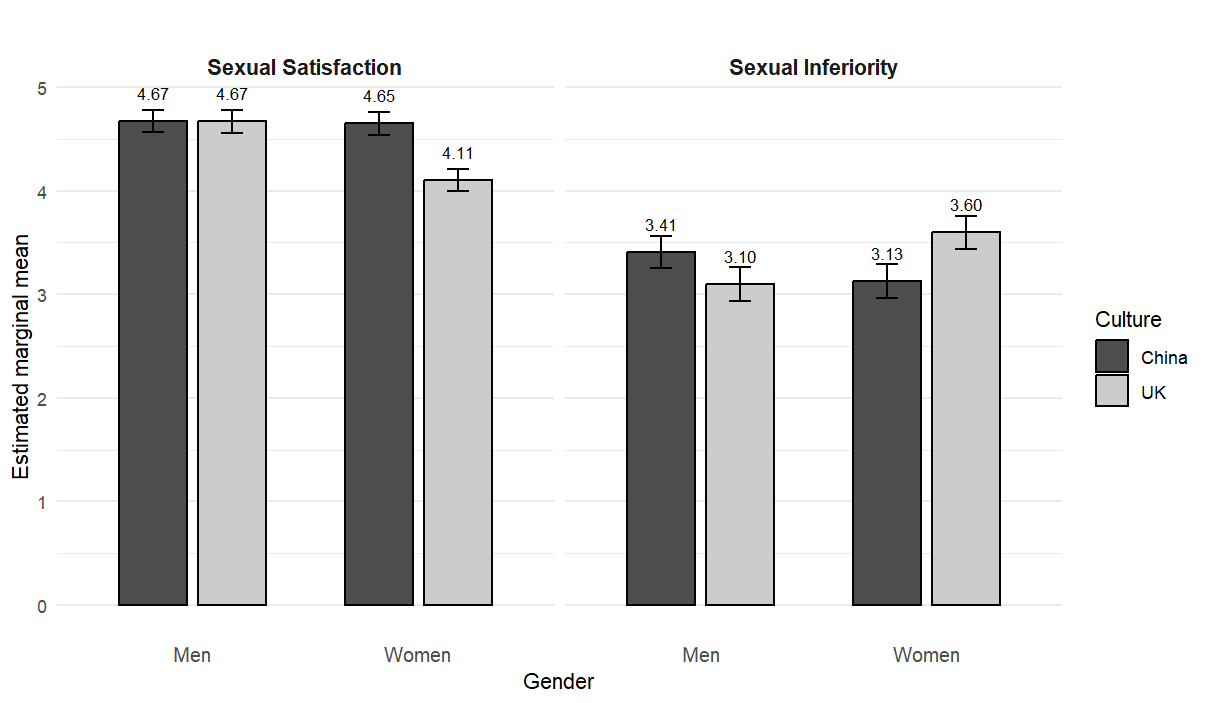 Sexual Satisfaction
Sexual Inferiority
Estimated marginal mean
5
4
3
2
1
0
4.67
4.67
4.65
4.11
3.41
3.10
3.13
3.60
Men
Women
Men
Women
Gender
Culture
China
UK